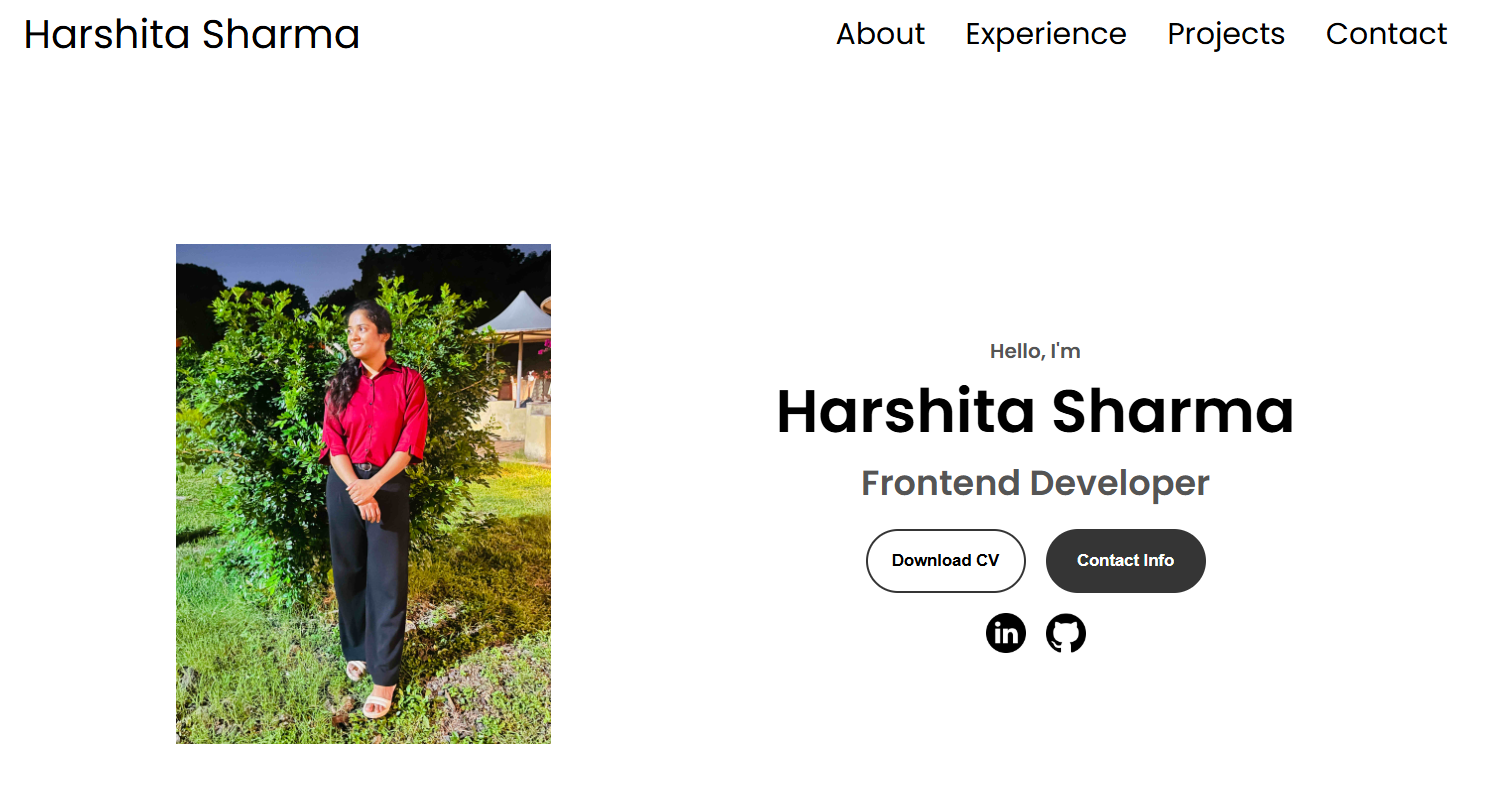 Harshita Sharma
About Experience Projects Contact
Hello, I'm
Harshita Sharma
Frontend Developer
Download CV Contact Info
in